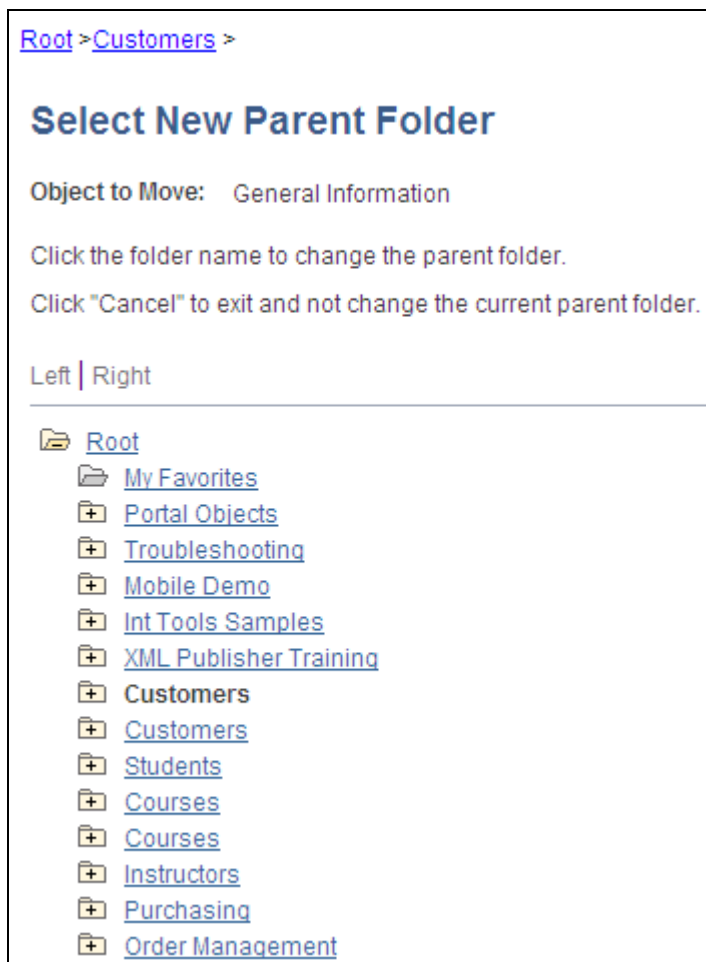 Root >Customers >
Select New Parent Folder
Object to Move: General Information
Click the folder name to change the parent folder.
Click "Cancel" to exit and not change the current parent folder.
Left | Right
Root
My Favorites
Portal Objects
Troubleshooting
Mobile Demo
Int Tools Samples
XML Publisher Training
Customers
Customers
Students
Courses
Courses
Instructors
Purchasing
Order Management